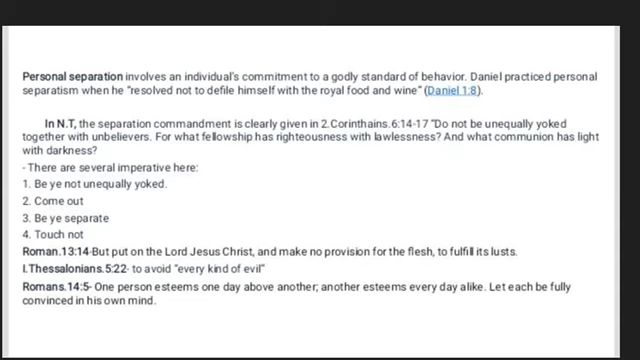 Personal separation involves an individual's commitment to a godly standard of behavior. Daniel practiced personal
separatism when he "resolved not to defile himself with the royal food and wine" (Daniel 1:8).
In N.T, the separation commandment is clearly given in 2.Corinthains.6:14-17 "Do not be unequally yoked
together with unbelievers. For what fellowship has righteousness with lawlessness? And what communion has light
with darkness?
- There are several imperative here:
1. Be ye not unequally yoked.
2. Come out
3. Be ye separate
4. Touch not
Roman.13:14-But put on the Lord Jesus Christ, and make no provision for the flesh, to fulfill its lusts.
I.Thessalonians.5:22- to avoid "every kind of evil"
Romans.14:5- One person esteems one day above another; another esteems every day alike. Let each be fully
convinced in his own mind.